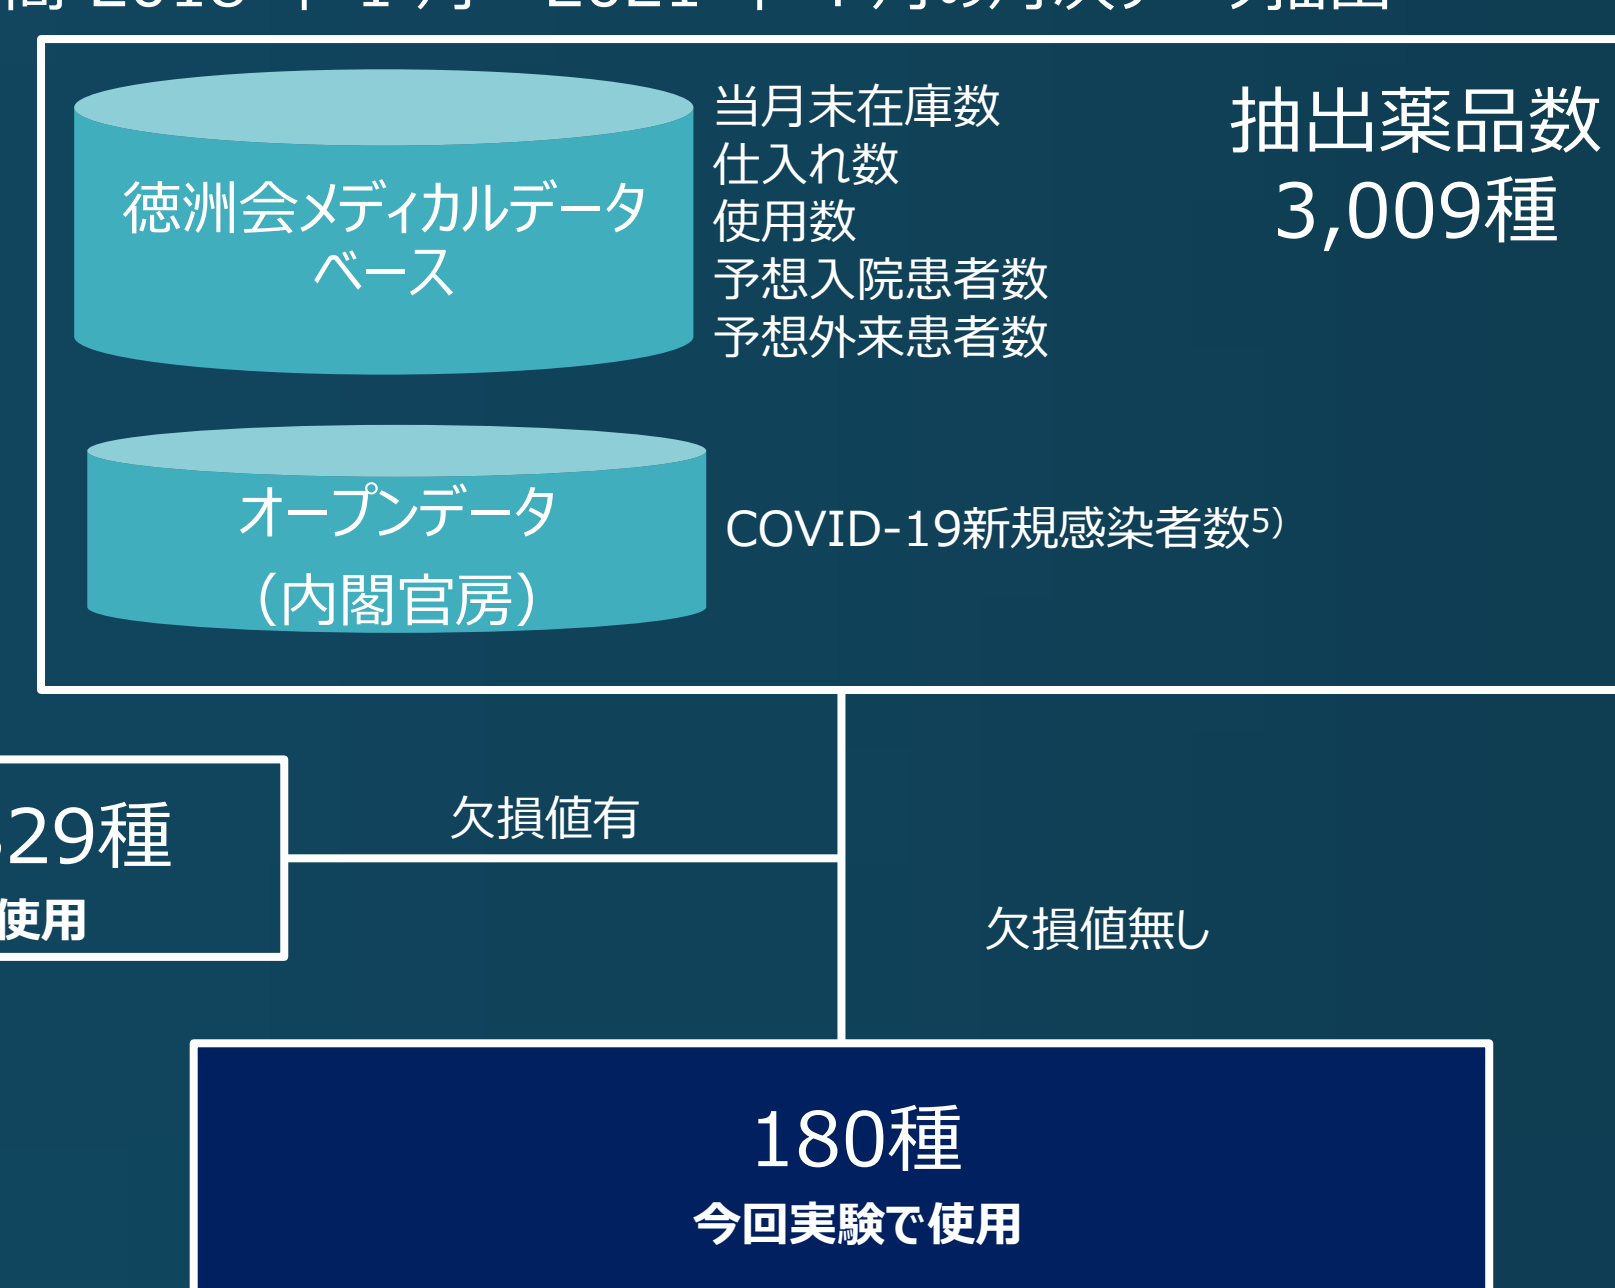 徳洲会メディカルデータ
ベース
当月末在庫数
仕入れ数
使用数
予想入院患者数
予想外来患者数
抽出薬品数
3,009種
オープンデータ
（内閣官房）
COVID-19新規感染者数5)
29種
使用
欠損値有
欠損値無し
180種
今回実験で使用